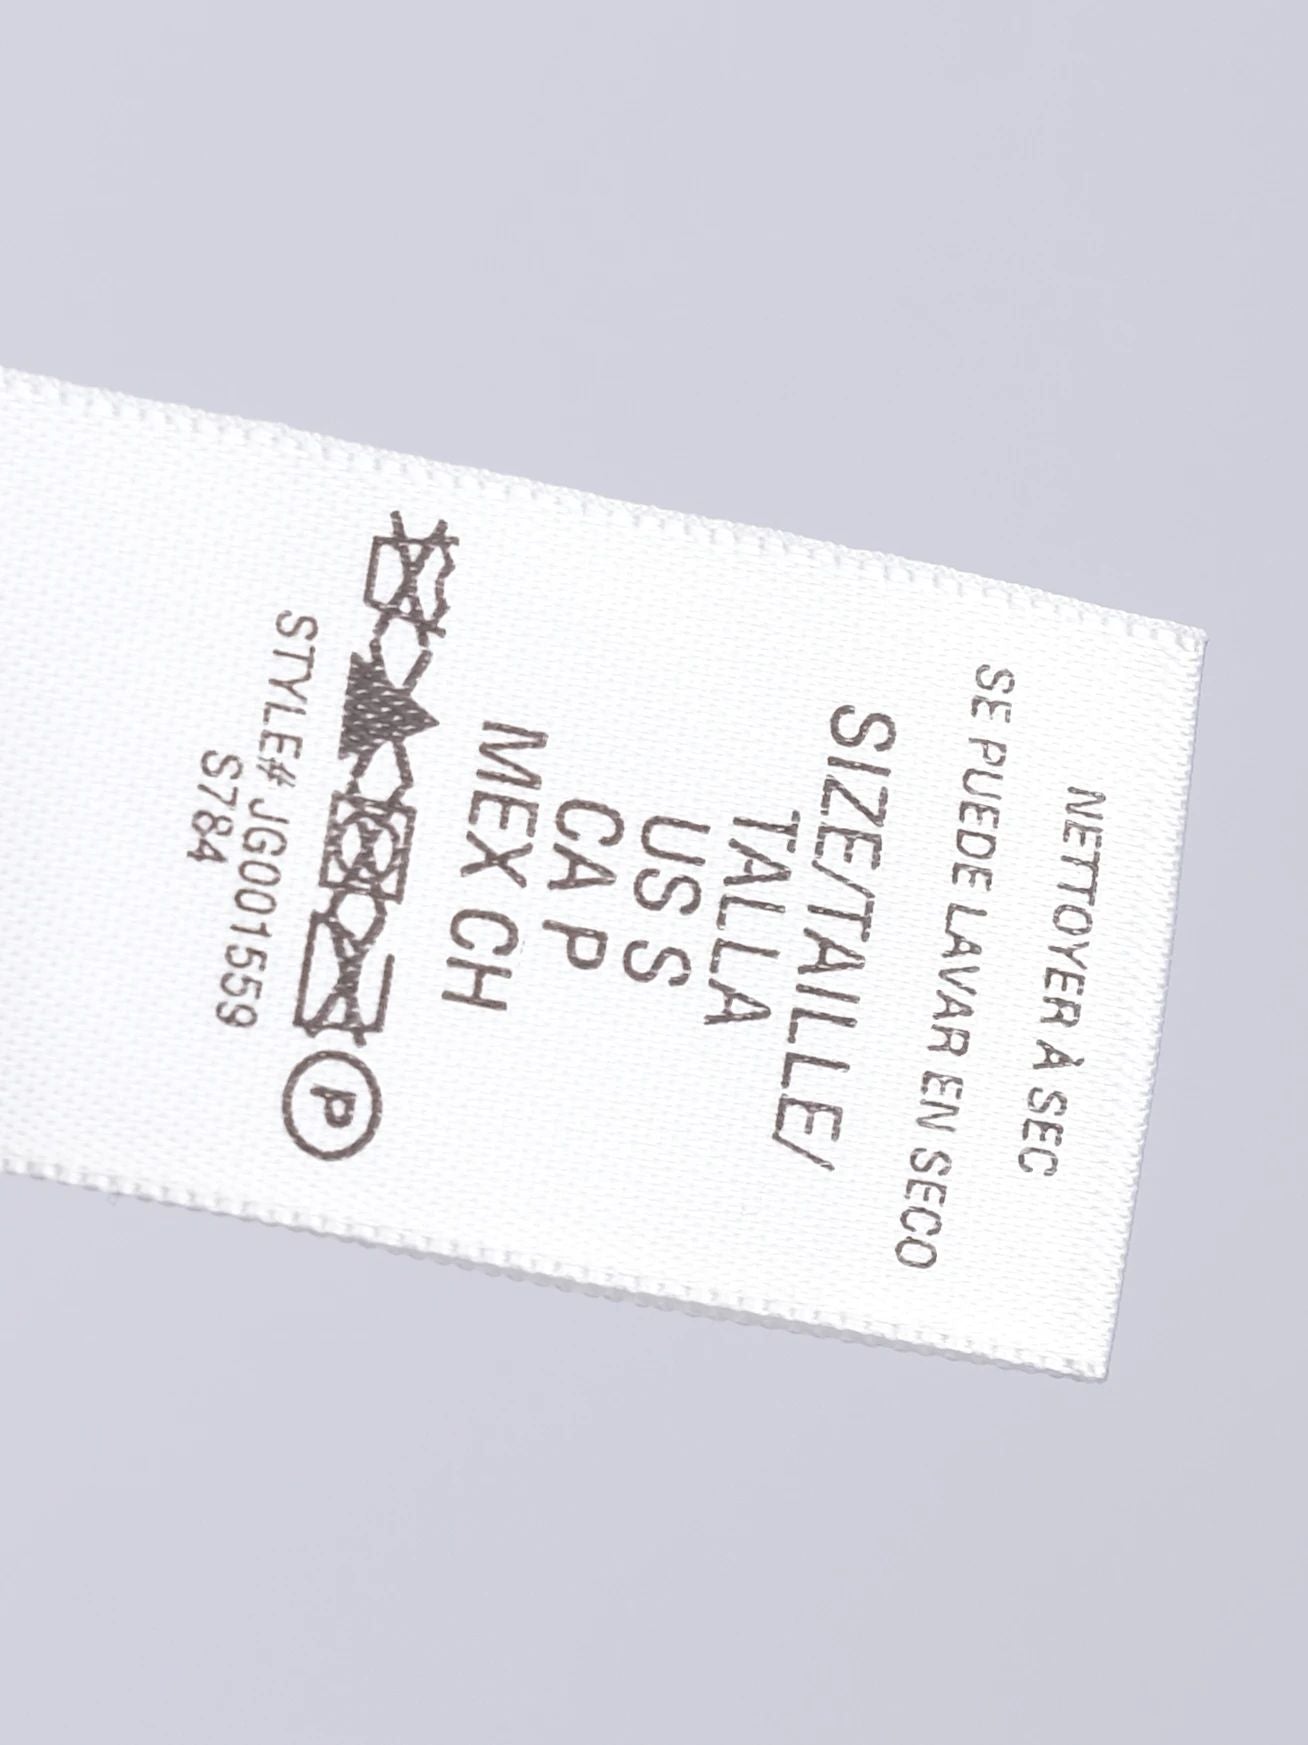 NETTOYER À SEC
SE PUEDE LAVAR EN SECO
SIZE/TAILLE/
TALLA
US S
CA P
MEX CH
P
STYLE# JG001559
S784